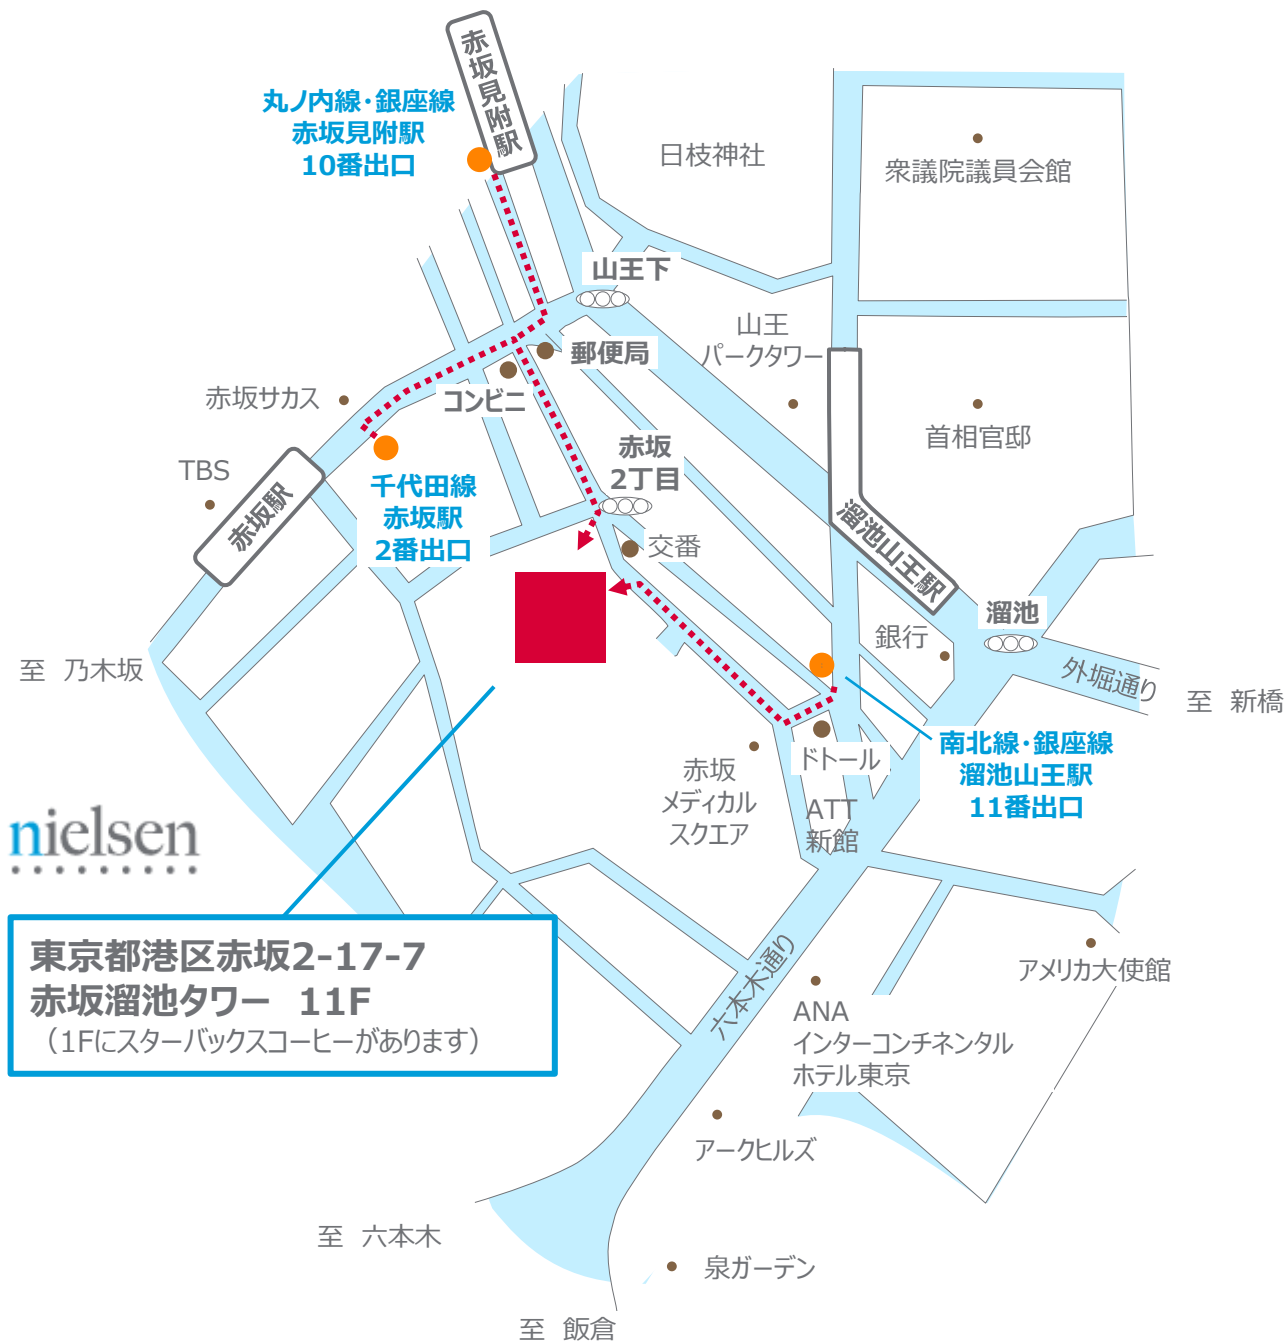 赤坂見附駅
丸ノ内線・銀座線
赤坂見附駅
10番出口
日枝神社
衆議院議員会館
山王下
山王
パークタワー
郵便局
コンビニ
赤坂サカス
首相官邸
赤坂
2丁目
TBS
赤坂駅
千代田線
赤坂駅
2番出口
溜池山王駅
交番
溜池
銀行
外堀通り
至 乃木坂
至 新橋
南北線・銀座線
溜池山王駅
11番出口
ドトール
赤坂
メディカル
スクエア
ATT
新館
nielsen
東京都港区赤坂2-17-7
赤坂溜池タワー 11F
（1Fにスターバックスコーヒーがあります）
六本木通り
アメリカ大使館
ANA
インターコンチネンタル
ホテル東京
アークヒルズ
至 六本木
泉ガーデン
至 飯倉